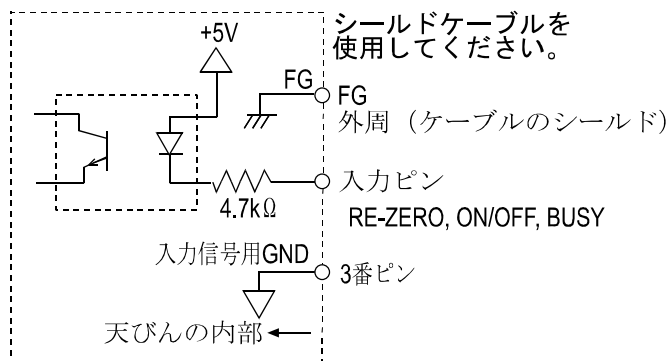 シールドケーブルを
使用してください。
+5V
FG
FG
外周（ケーブルのシールド）
4.7kΩ
入力ピン
RE-ZERO, ON/OFF, BUSY
入力信号用GND
3番ピン
天びんの内部